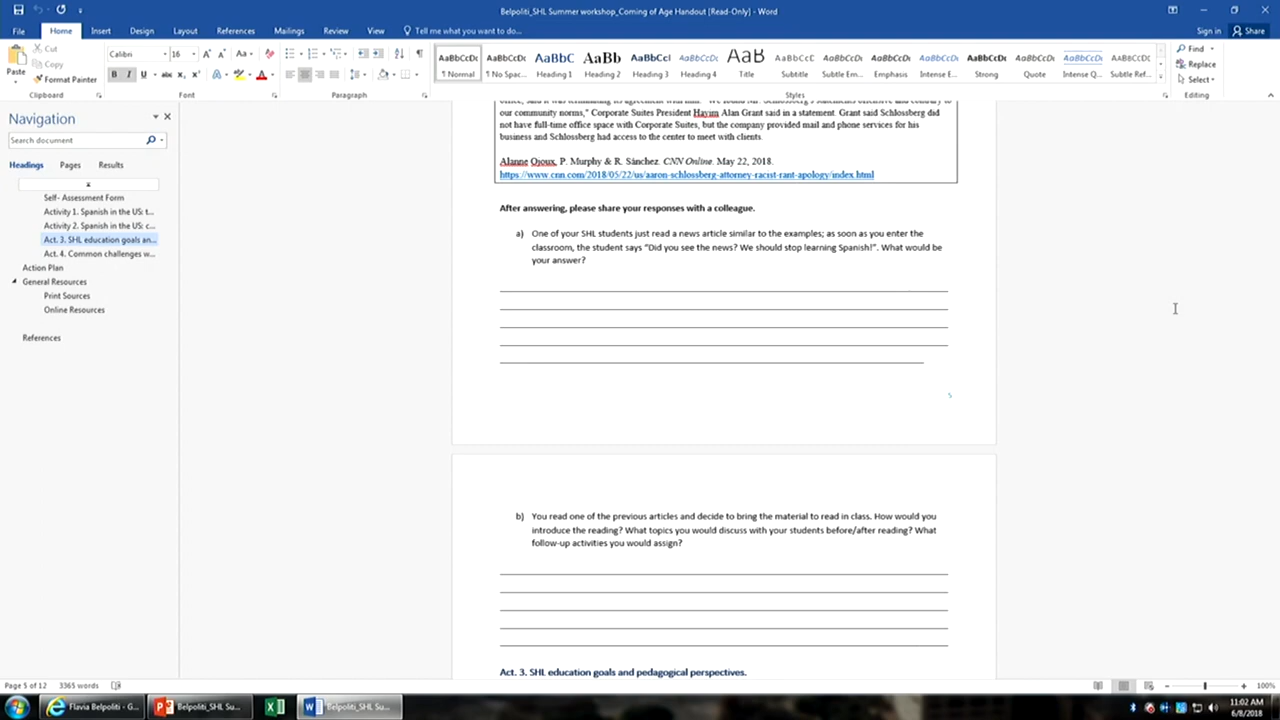 Belpoliti_SHL Summer workshop_Coming of Age Handout [Read-Only] - Word
File Home Insert Design Layout References Mailings Review View Tell me what you want to do... Sign in Share
Cut
Copy
Paste Format Painter
Clipboard
Calibri 16
Font
Paragraph
AaBbCcDc AaBbCcDc AaBbC AaBb AaBbCcI AaBbCcDc AaB AaBbCcC AaBbCcDi AaBbCcDi AaBbCcDi AaBbCcDc AaBbCcDi AaBbCcDi AaBbCcDc
¶ Normal ¶ No Spac... Heading 1 Heading 2 Heading 3 Heading 4 Title Subtitle Subtle Em... Emphasis Intense E... Strong Quote Intense Q... Subtle Ref...
Styles
Find
Replace
Select
Editing
Navigation
Search document
Headings Pages Results
Self- Assessment Form
Activity 1. Spanish in the US: t...
Activity 2. Spanish in the US: c...
Act. 3. SHL education goals an...
Act. 4. Common challenges w...
Action Plan
General Resources
Print Sources
Online Resources
References
our community norms," Corporate Suites President Hayim Alan Grant said in a statement. Grant said Schlossberg did
not have full-time office space with Corporate Suites, but the company provided mail and phone services for his
business and Schlossberg had access to the center to meet with clients.
Alanne Ojoux, P. Murphy & R. Sánchez. CNN Online. May 22, 2018.
https://www.cnn.com/2018/05/22/us/aaron-schlossberg-attorney-racist-rant-apology/index.html
After answering, please share your responses with a colleague.
a) One of your SHL students just read a news article similar to the examples; as soon as you enter the
classroom, the student says "Did you see the news? We should stop learning Spanish!". What would be
your answer?
5
b) You read one of the previous articles and decide to bring the material to read in class. How would you
introduce the reading? What topics you would discuss with your students before/after reading? What
follow-up activities you would assign?
Act. 3. SHL education goals and pedagogical perspectives.
Page 5 of 12 3365 words 100%
Flavia Belpoliti - G... Belpoliti_SHL Su... Belpoliti_SHL Su...
11:02 AM
6/8/2018